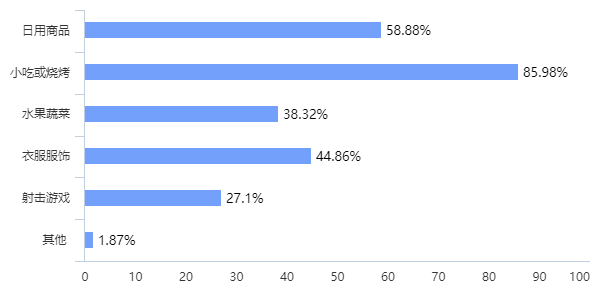 日用商品 58.88%
小吃或烧烤 85.98%
水果蔬菜 38.32%
衣服服饰 44.86%
射击游戏 27.1%
其他 1.87%
0 10 20 30 40 50 60 70 80 90 100